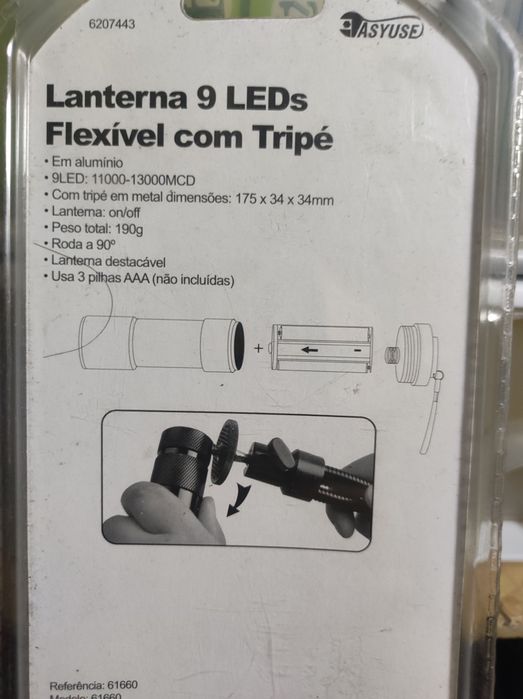 6207443
EASYUSE
Lanterna 9 LEDs
Flexível com Tripé
• Em alumínio
• 9LED: 11000-13000MCD
• Com tripé em metal dimensões: 175 x 34 x 34mm
• Lanterna: on/off
• Peso total: 190g
• Roda a 90º
• Lanterna destacável
• Usa 3 pilhas AAA (não incluídas)
+
-
Referência: 61660
Modelo: 61660